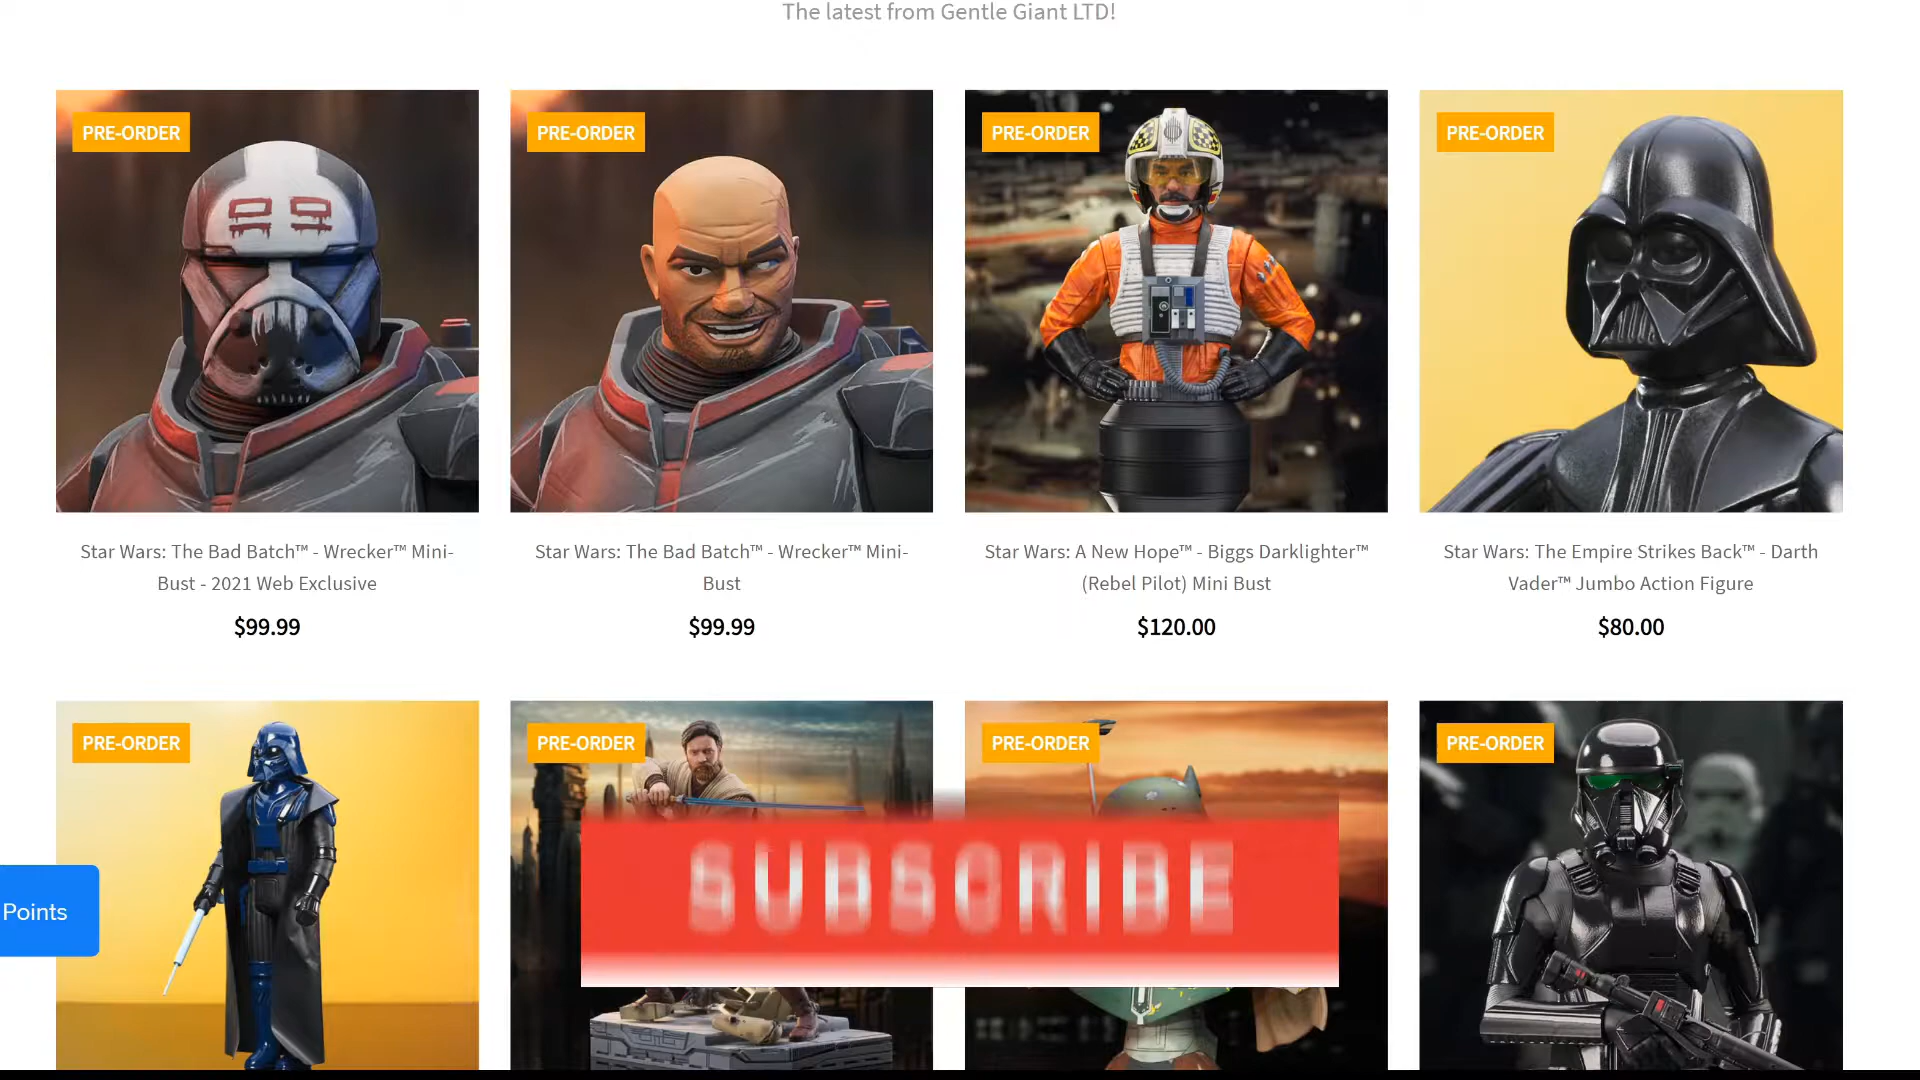 The latest from Gentle Giant LTD!
PRE-ORDER
PRE-ORDER
PRE-ORDER
PRE-ORDER
Star Wars: The Bad Batch™ - Wrecker™ Mini-
Bust - 2021 Web Exclusive
$99.99
Star Wars: The Bad Batch™ - Wrecker™ Mini-
Bust
$99.99
Star Wars: A New Hope™ - Biggs Darklighter™
(Rebel Pilot) Mini Bust
$120.00
Star Wars: The Empire Strikes Back™ - Darth
Vader™ Jumbo Action Figure
$80.00
PRE-ORDER
PRE-ORDER
PRE-ORDER
PRE-ORDER
SUBSCRIBE
Points